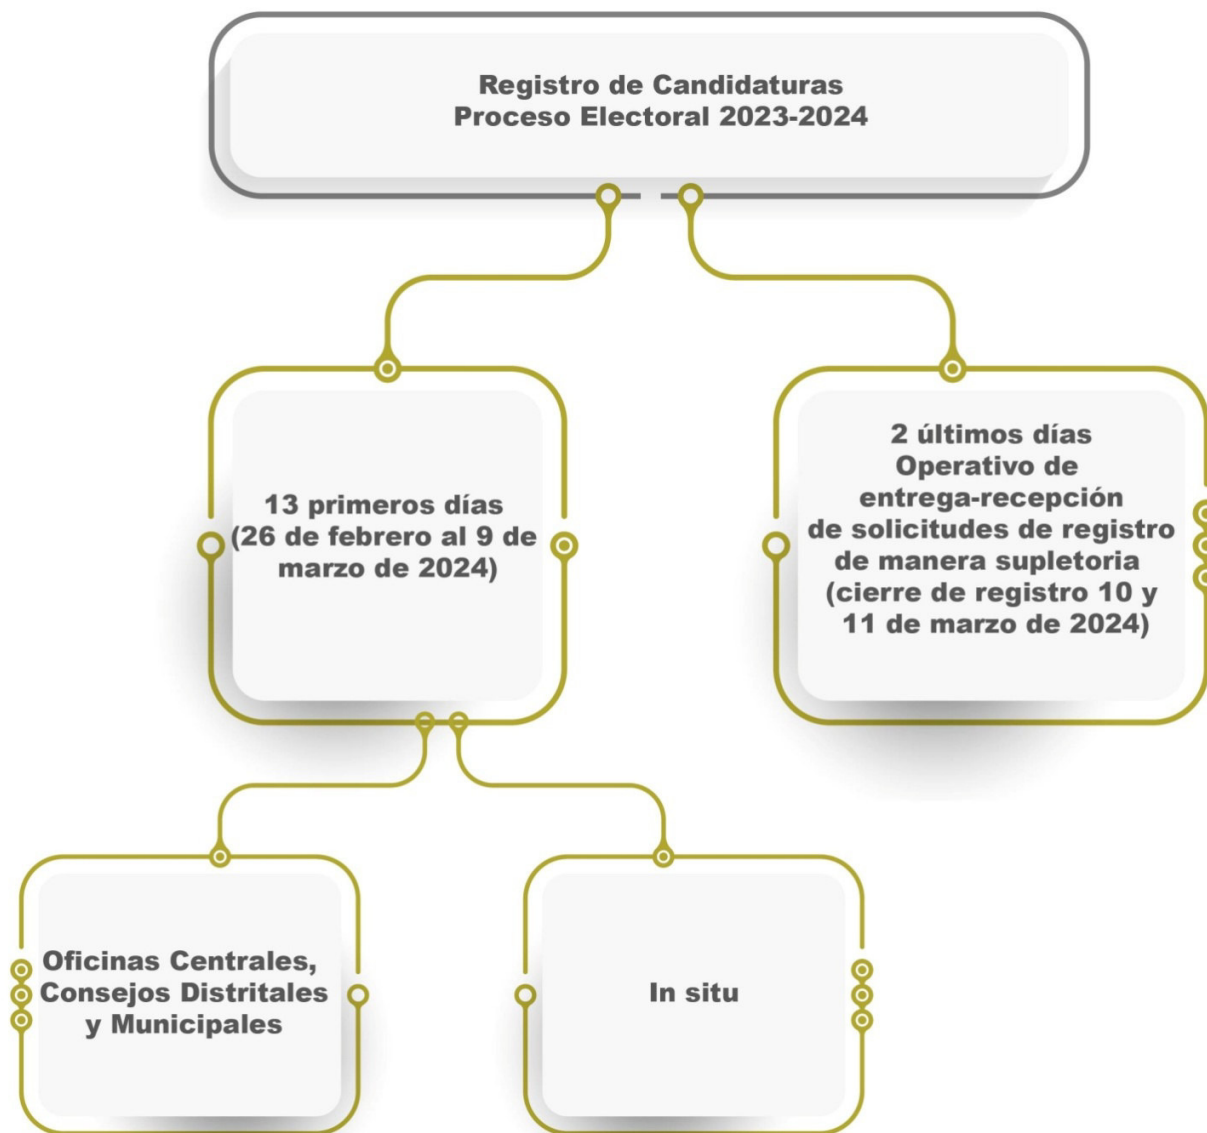 Registro de Candidaturas
Proceso Electoral 2023-2024
13 primeros días
(26 de febrero al 9 de
marzo de 2024)
2 últimos días
Operativo de
entrega-recepción
de solicitudes de registro
de manera supletoria
(cierre de registro 10 y
11 de marzo de 2024)
Oficinas Centrales,
Consejos Distritales
y Municipales
In situ